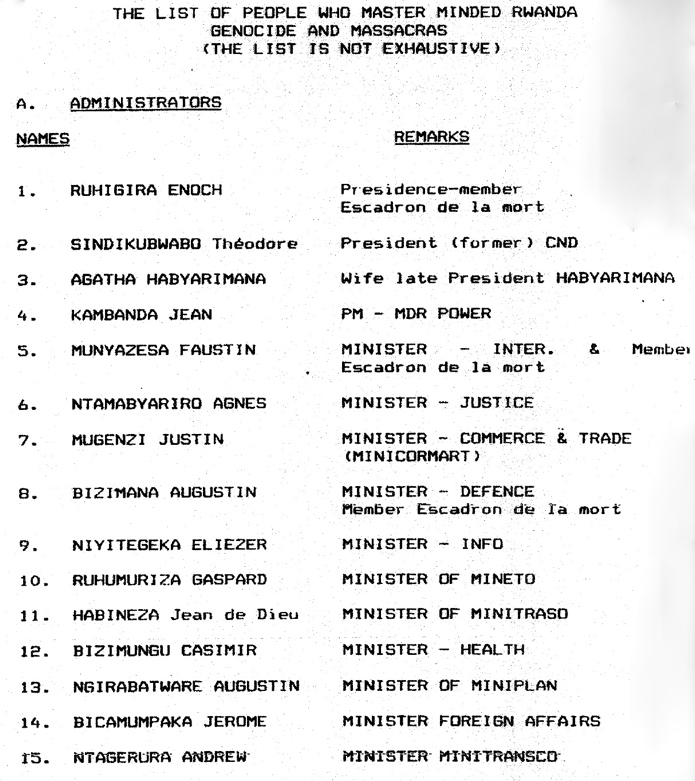 THE LIST OF PEOPLE WHO MASTER MINDED RWANDA
GENOCIDE AND MASSACRAS
(THE LIST IS NOT EXHAUSTIVE)
A. ADMINISTRATORS
NAMES REMARKS
1. RUHIGIRA ENOCH Presidence-member
Escadron de la mort
2. SINDIKUBWABO Théodore President (former) CND
3. AGATHA HABYARIMANA Wife late President HABYARIMANA
4. KAMBANDA JEAN PM - MDR POWER
5. MUNYAZESA FAUSTIN MINISTER - INTER. & Member
Escadron de la mort
6. NTAMABYARIRO AGNES MINISTER - JUSTICE
7. MUGENZI JUSTIN MINISTER - COMMERCE & TRADE
(MINICORMART)
8. BIZIMANA AUGUSTIN MINISTER - DEFENCE
Member Escadron de la mort
9. NIYITEGEKA ELIEZER MINISTER - INFO
10. RUHUMURIZA GASPARD MINISTER OF MINETO
11. HABINEZA Jean de Dieu MINISTER OF MINITRASO
12. BIZIMUNGU CASIMIR MINISTER - HEALTH
13. NGIRABATWARE AUGUSTIN MINISTER OF MINIPLAN
14. BICAMUMPAKA JEROME MINISTER FOREIGN AFFAIRS
15. NTAGERURA ANDREW MINISTER MINITRANSCO